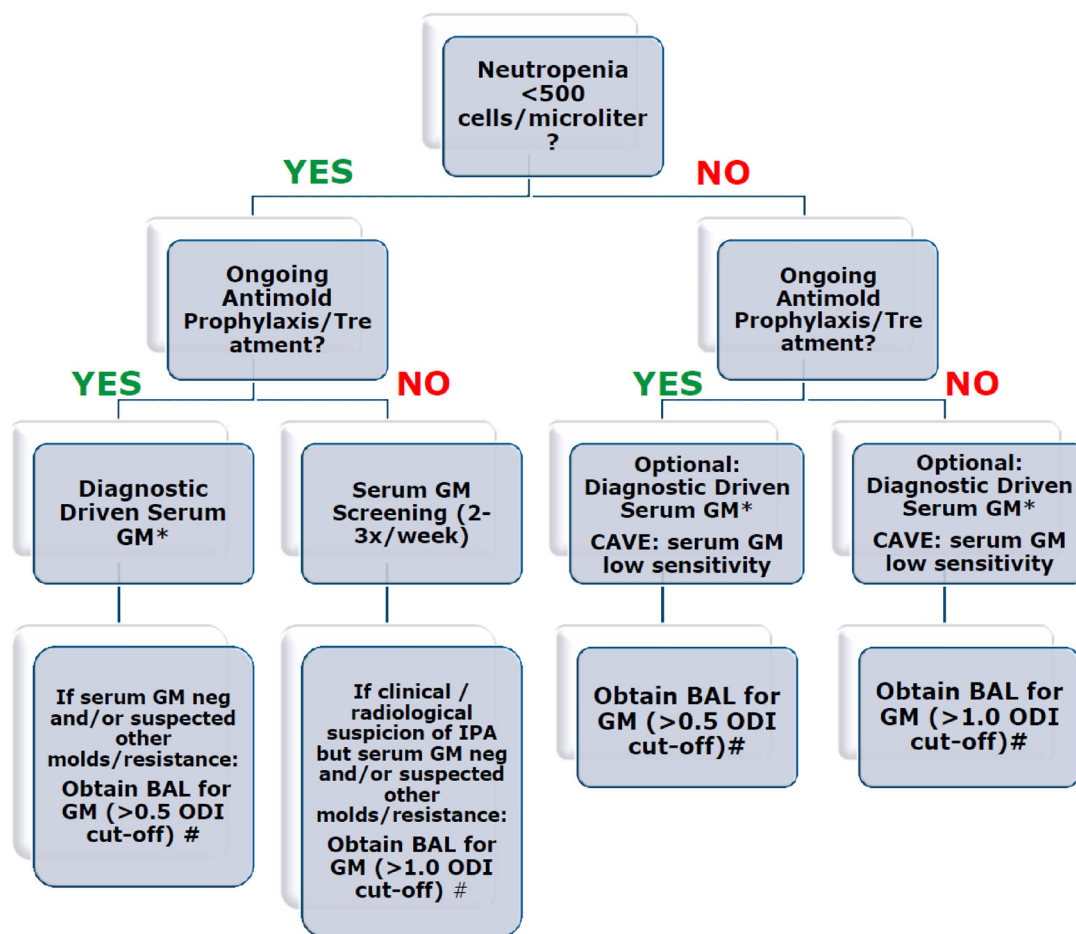 Neutropenia
<500
cells/microliter
?
YES
NO
Ongoing
Antimold
Prophylaxis/Tre
atment?
Ongoing
Antimold
Prophylaxis/Tre
atment?
YES
NO
YES
NO
Diagnostic
Driven Serum
GM*
Serum GM
Screening (2-
3x/week)
Optional:
Diagnostic Driven
Serum GM*
CAVE: serum GM
low sensitivity
Optional:
Diagnostic Driven
Serum GM*
CAVE: serum GM
low sensitivity
If serum GM neg
and/or suspected
other
molds/resistance:
Obtain BAL for
GM (>0.5 ODI
cut-off) #
If clinical /
radiological
suspicion of IPA
but serum GM neg
and/or suspected
other
molds/resistance:
Obtain BAL for
GM (>1.0 ODI
cut-off) #
Obtain BAL for
GM (>0.5 ODI
cut-off)#
Obtain BAL for
GM (>1.0 ODI
cut-off)#